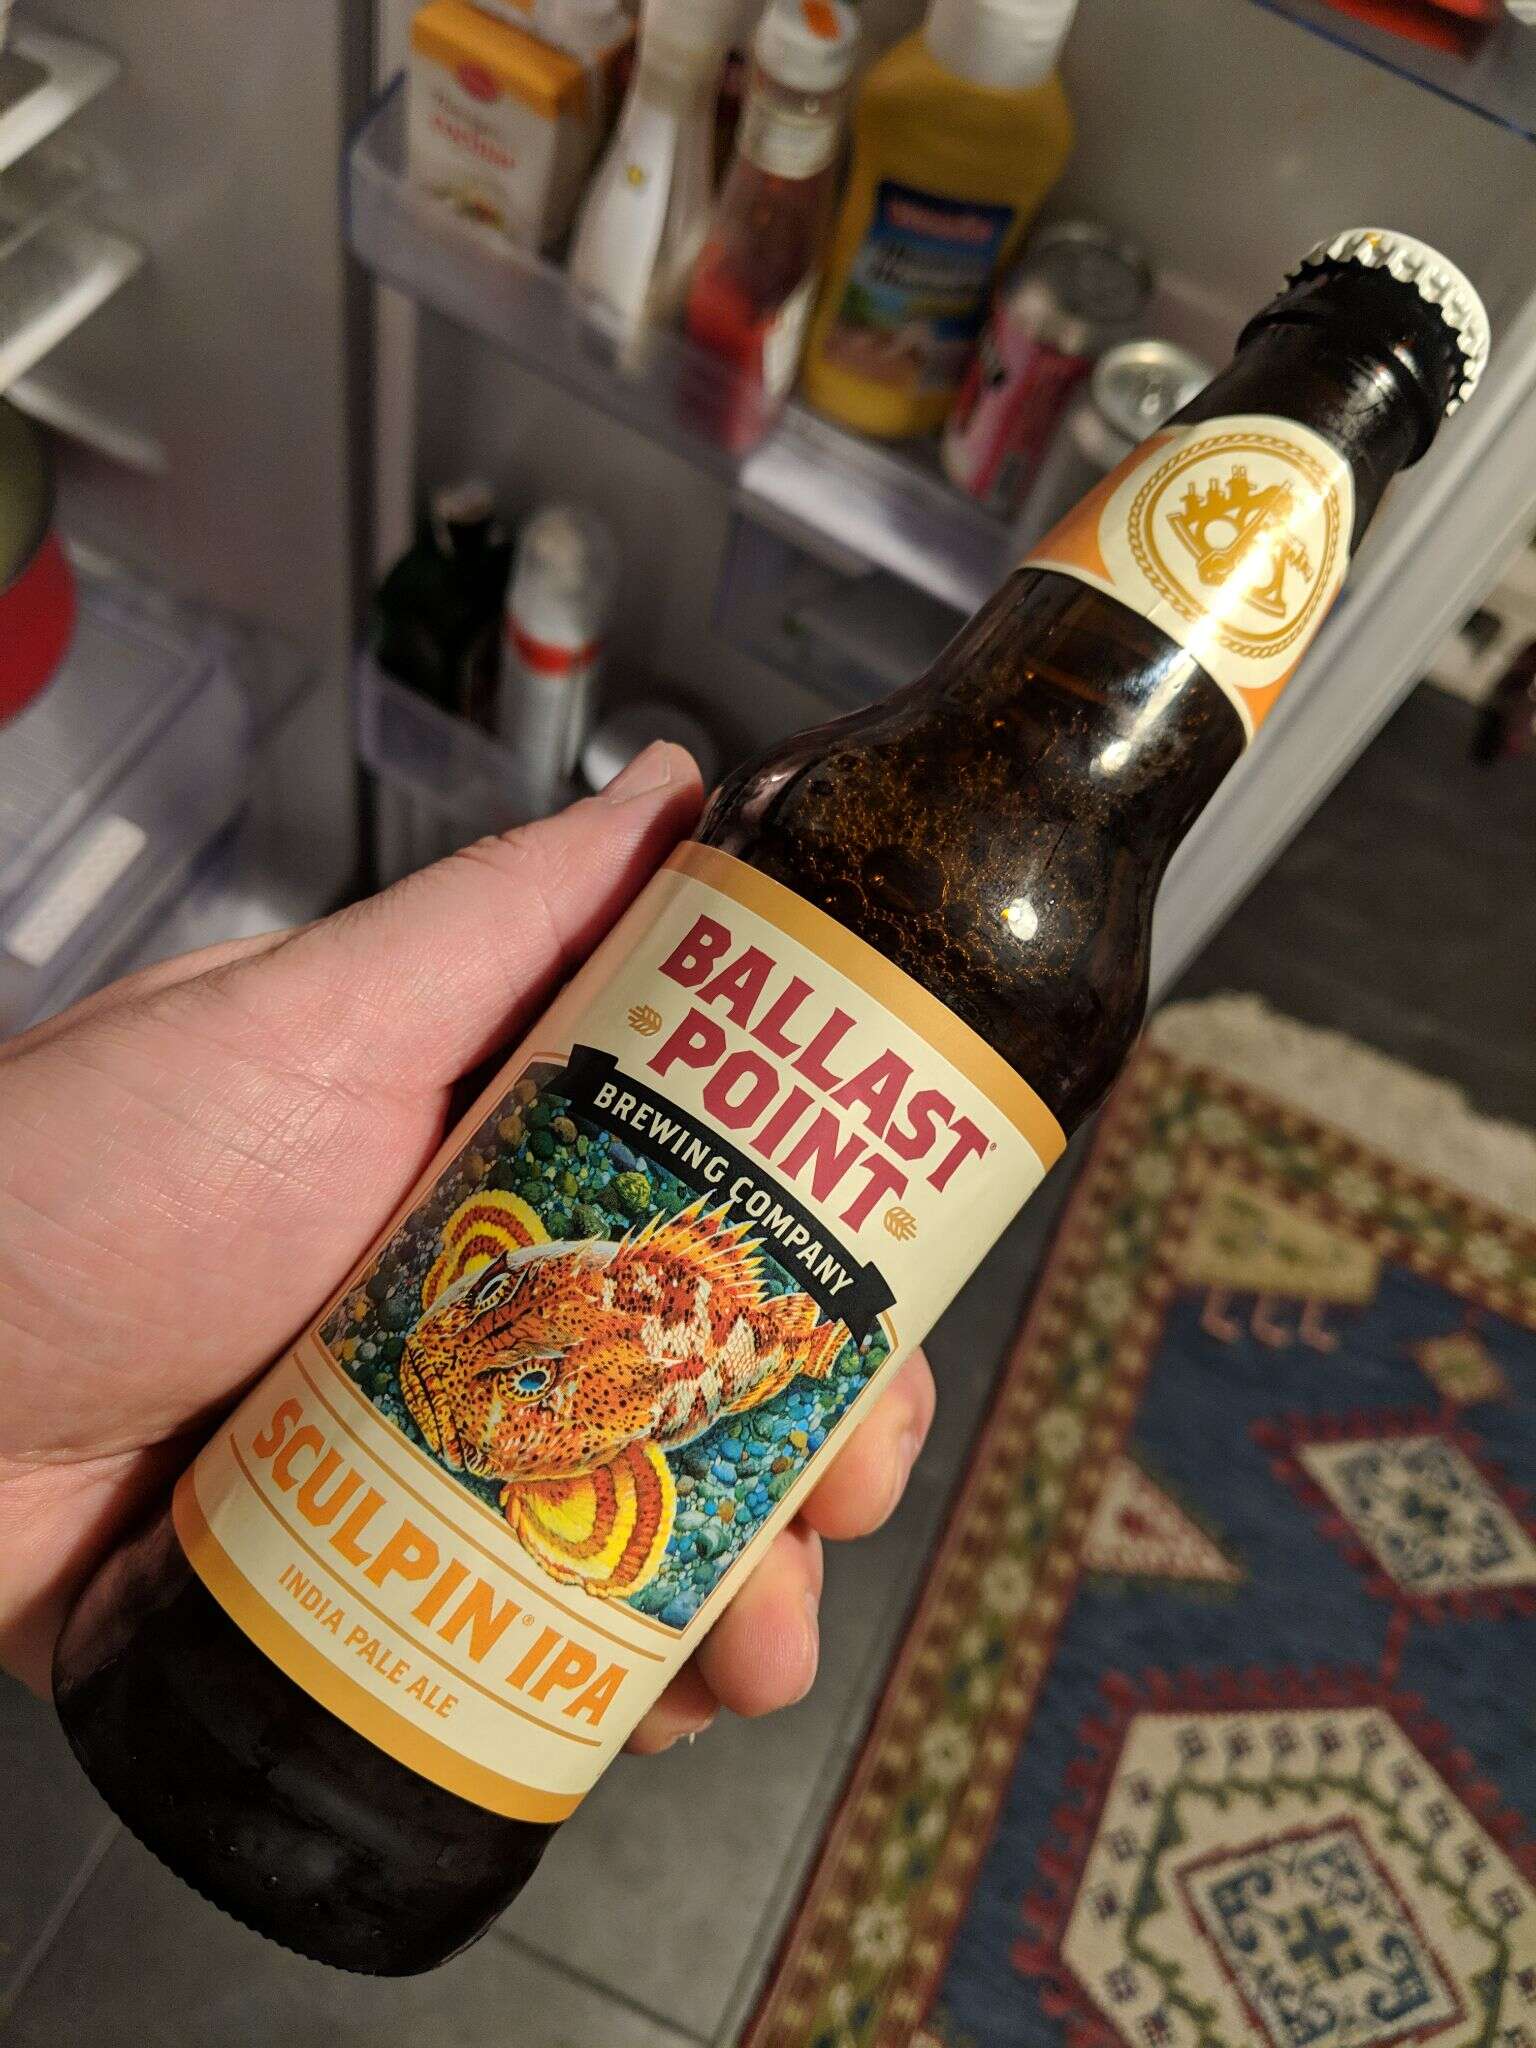 BALLAST®
POINT
BREWING COMPANY
SCULPIN® IPA
INDIA PALE ALE